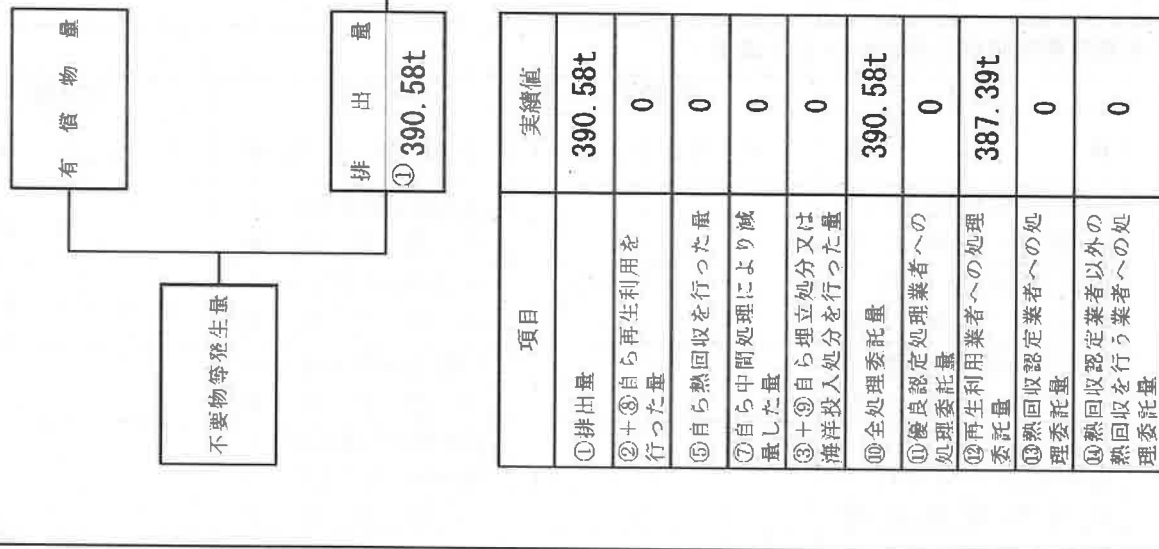 有償物量
不要物等発生量
排出量
① 390.58t
項目 実績値
①排出量 390.58t
②+⑧自ら再生利用を
行った量 0
⑤自ら熱回収を行った量 0
⑦自ら中間処理により減
量した量 0
③+⑨自ら埋立処分又は
海洋投入処分を行った量 0
⑩全処理委託量 390.58t
⑪優良認定処理業者への
処理委託量 0
⑫再生利用業者への処理
委託量 387.39t
⑬熱回収認定業者への処
理委託量 0
⑭熱回収認定業者以外の
熱回収を行う業者への処
理委託量 0